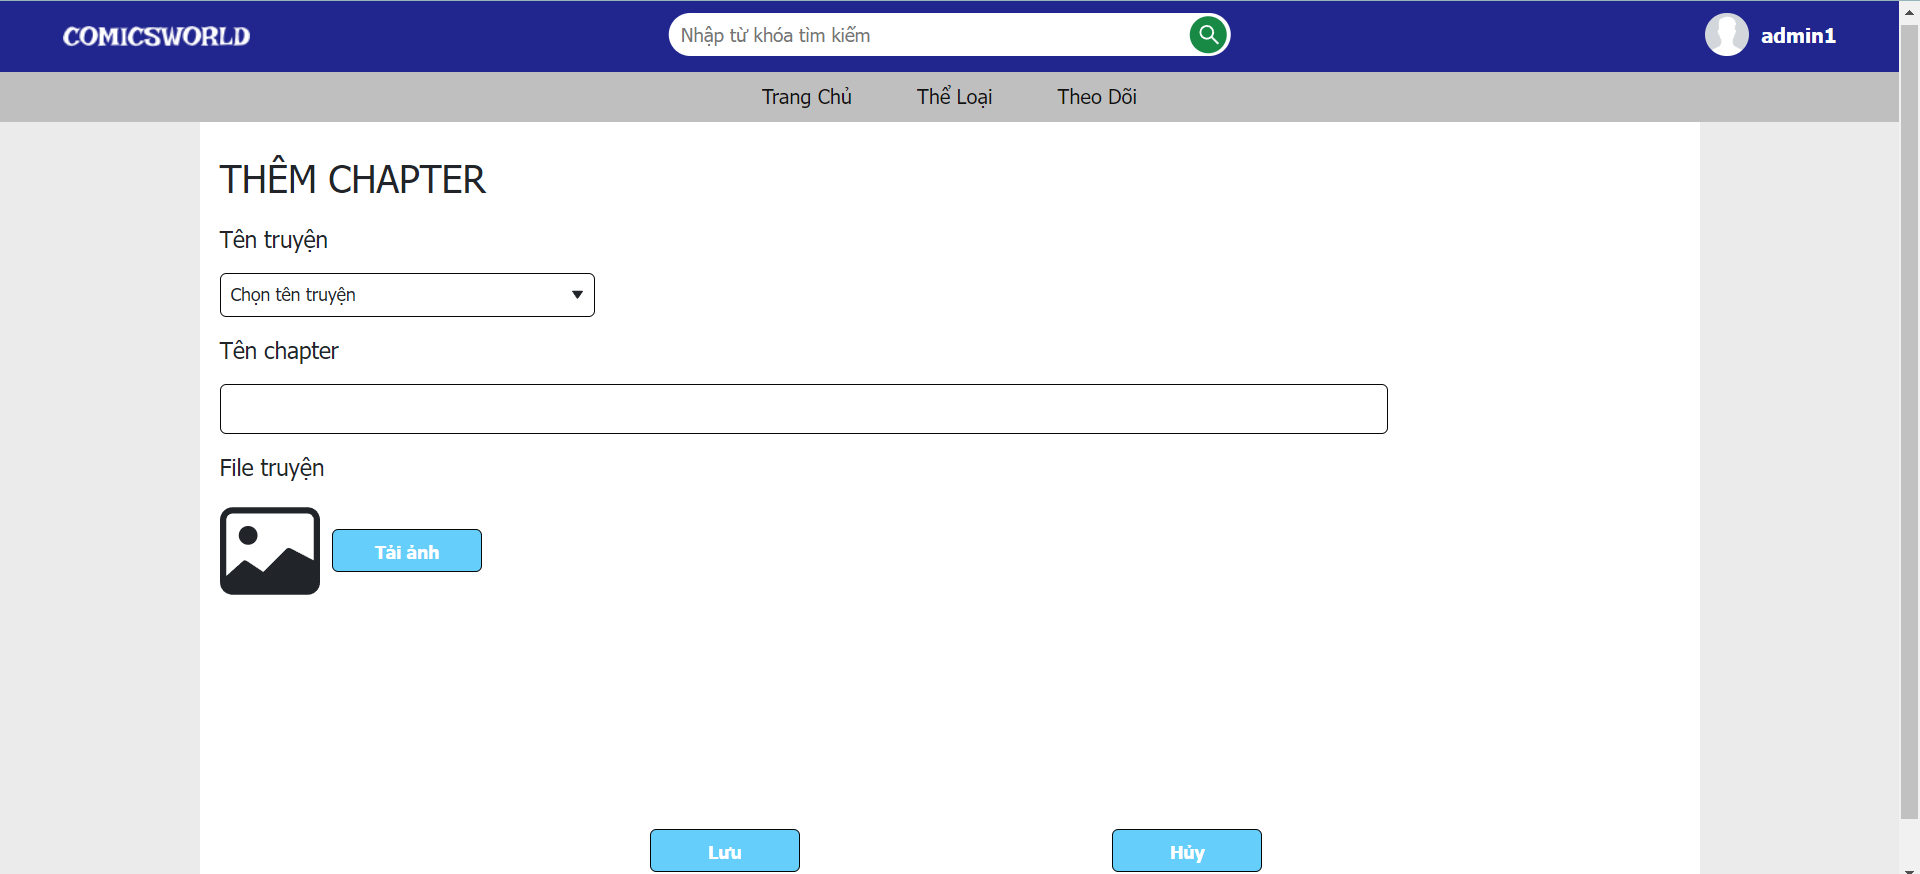 COMICSWORLD
Nhập từ khóa tìm kiếm
admin1
Trang Chủ Thể Loại Theo Dõi
THÊM CHAPTER
Tên truyện
Chọn tên truyện
Tên chapter
File truyện
Tải ảnh
Lưu Hủy